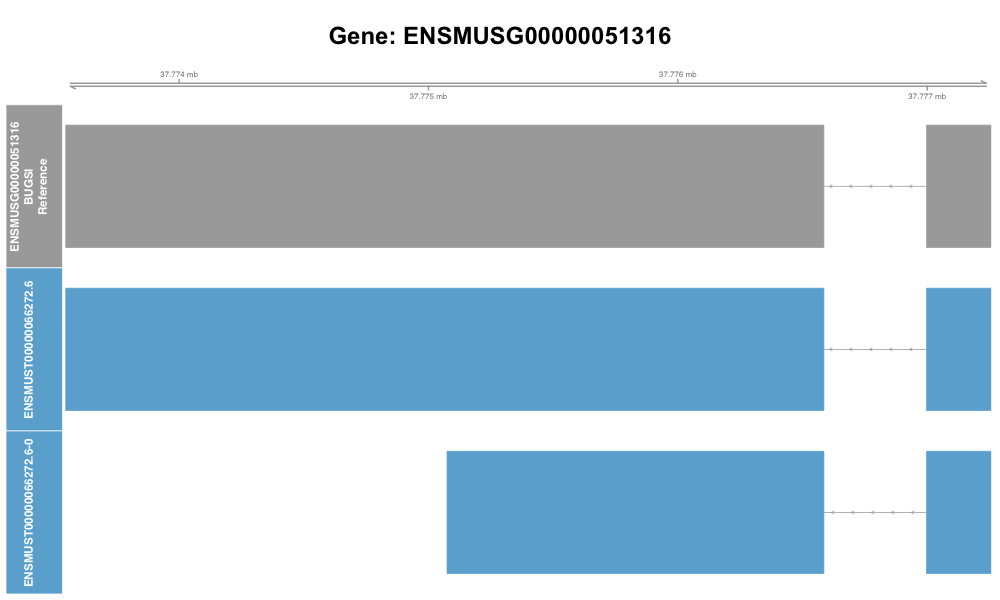 Gene: ENSMUSG00000051316
37.774 mb
37.776 mb
37.775 mb
37.777 mb
ENSMUSG00000051316
BUGSI
Reference
ENSMUST00000066272.6
ENSMUST00000066272.6-0